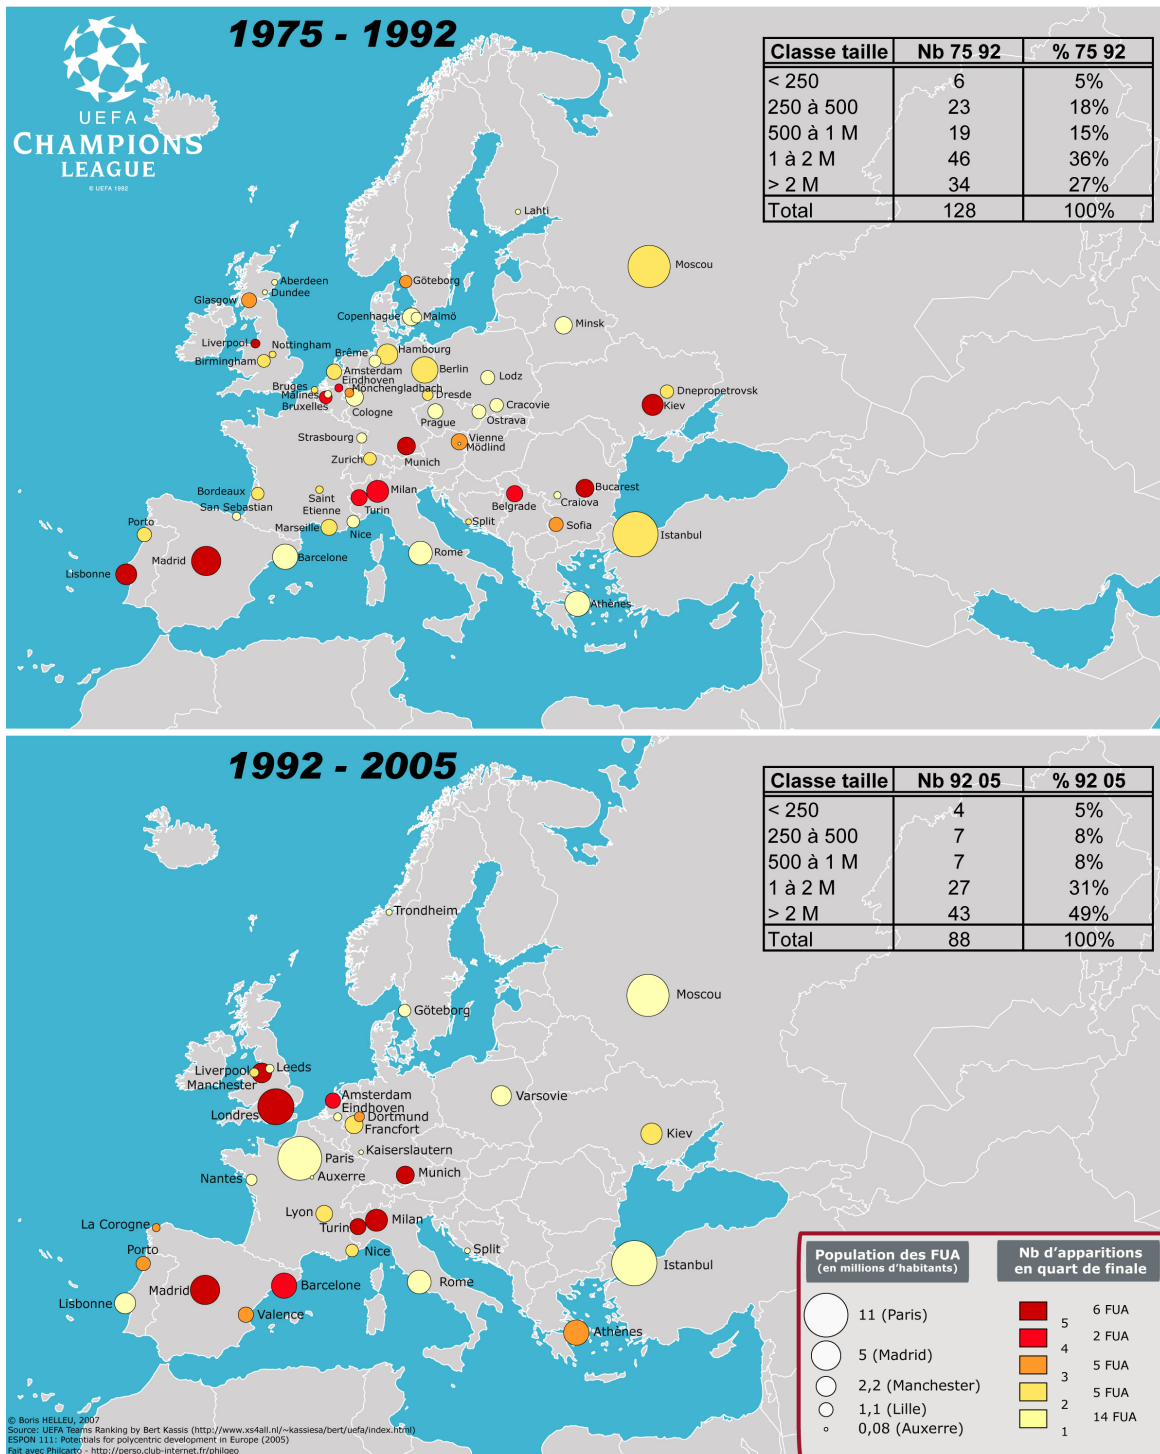 1975 - 1992
UEFA
CHAMPIONS
LEAGUE
© UEFA 1992
Classe taille Nb 75 92 % 75 92
< 250 6 5%
250 à 500 23 18%
500 à 1 M 19 15%
1 à 2 M 46 36%
> 2 M 34 27%
Total 128 100%
Lahti
Moscou
Aberdeen
Dundee
Göteborg
Glasgow
Copenhague
Malmö
Minsk
Liverpool
Nottingham
Birmingham
Brême
Hambourg
Amsterdam
Berlin
Eindhoven
Lodz
Bruges
Mönchengladbach
Malines
Dresde
Dnepropetrovsk
Bruxelles
Cologne
Cracovie
Kiev
Prague
Ostrava
Strasbourg
Vienne
Mödlind
Zurich
Munich
Bordeaux
Saint
Etienne
Milan
Bucarest
San Sebastian
Turin
Belgrade
Craiova
Porto
Marseille
Nice
Split
Sofia
Istanbul
Madrid
Barcelone
Rome
Lisbonne
Athènes
1992 - 2005
Classe taille Nb 92 05 % 92 05
< 250 4 5%
250 à 500 7 8%
500 à 1 M 7 8%
1 à 2 M 27 31%
> 2 M 43 49%
Total 88 100%
Trondheim
Moscou
Göteborg
Liverpool
Leeds
Manchester
Amsterdam
Varsovie
Eindhoven
Londres
Dortmund
Francfort
Kiev
Kaiserslautern
Paris
Nantes
Auxerre
Munich
Lyon
Milan
La Corogne
Turin
Porto
Nice
Split
Istanbul
Madrid
Barcelone
Rome
Lisbonne
Valence
Athènes
Population des FUA
(en millions d'habitants)
11 (Paris)
5 (Madrid)
2,2 (Manchester)
1,1 (Lille)
0,08 (Auxerre)
Nb d'apparitions
en quart de finale
6 FUA
5
2 FUA
4
5 FUA
3
5 FUA
2
14 FUA
1
© Boris HELLEU, 2007
Source: UEFA Teams Ranking by Bert Kassis (http://www.xs4all.nl/~kassiesa/bert/uefa/index.html)
ESPON 111: Potentials for polycentric development in Europe (2005)
Fait avec Philcarto - http://perso.club-internet.fr/philgeo